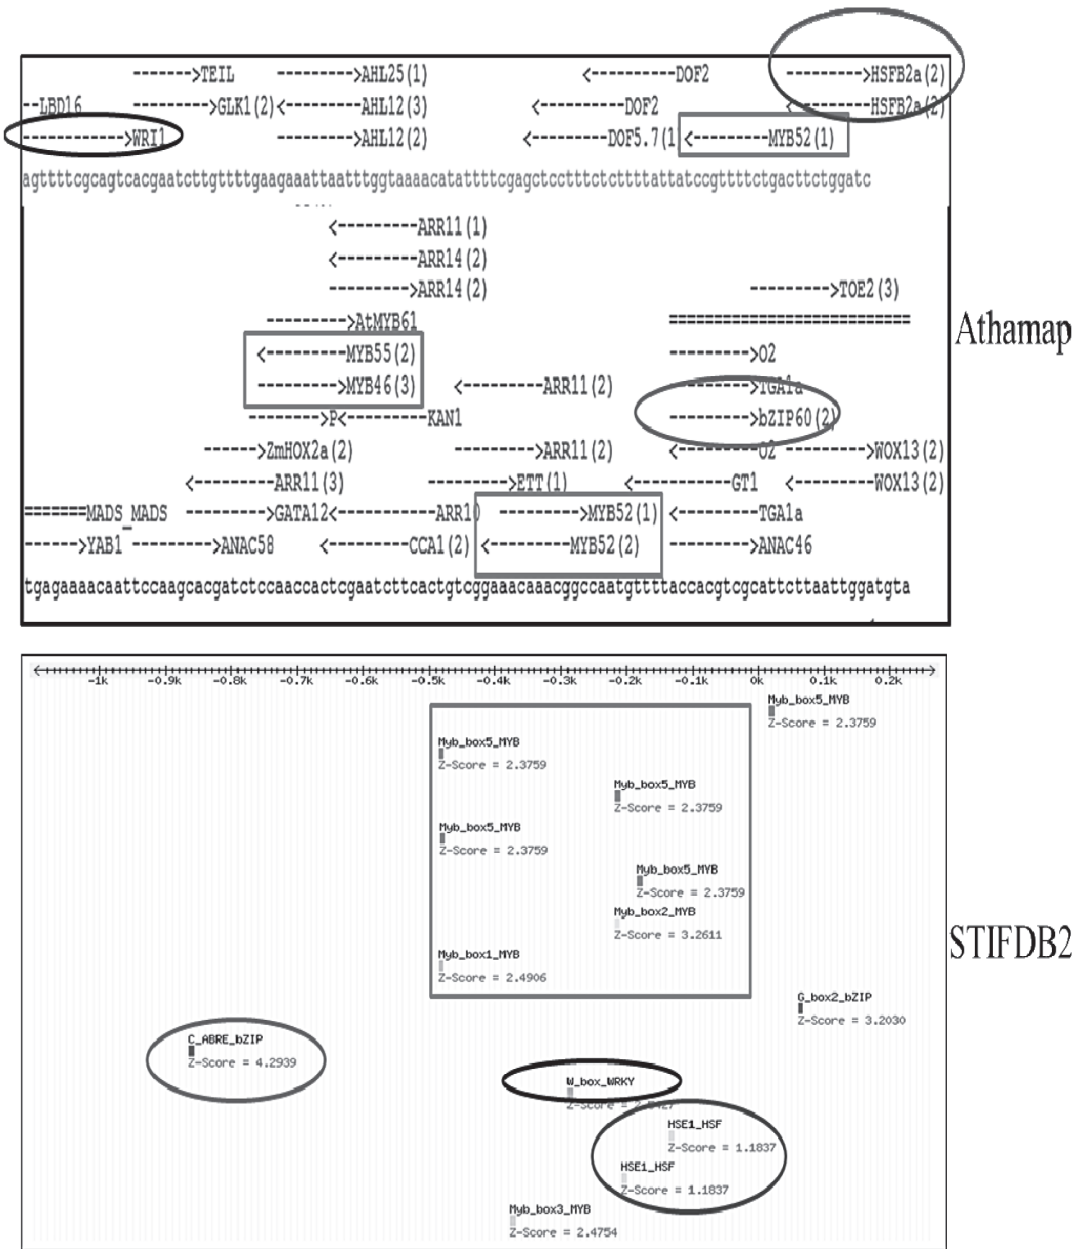 ------->TEIL --------->AHL25(1) <----------DOF2 --------->HSFB2a(2)
--LBD16 --------->GLK1(2)<---------AHL12(3) <----------DOF2 <---------HSFB2a(2)
----------->WRI1 --------->AHL12(2) <---------DOF5.7(1 <---------MYB52(1)
agttttcgcagtcacgaatcttgttttgaagaaattaatttggtaaaacatattttcgagctcctttctcttttattatccgttttctgacttctggatc
<---------ARR11(1)
<---------ARR14(2)
--------->ARR14(2)
--------->TOE2(3)
--------->AtMYB61 =====================
Athamap
<---------MYB55(2) --------->O2
--------->MYB46(3) <---------ARR11(2) --------->TGA1a
--------->P<---------KAN1 --------->bZIP60(2)
------>ZmHOX2a(2) --------->ARR11(2) <---------O2 --------->WOX13(2)
<---------ARR11(3) --------->ETT(1) <----------GT1 <---------WOX13(2)
=======MADS_MADS --------->GATA12<---------ARR10 --------->MYB52(1) <---------TGA1a
----->YAB1 --------->ANAC58 <---------CCA1(2) <---------MYB52(2) --------->ANAC46
tgagaaaacaattccaagcacgatctccaaccactcgaatcttcactgtcggaaacaaacggccaatgttttaccacgtcgcattcttaattggatgta
-1k -0.9k -0.8k -0.7k -0.6k -0.5k -0.4k -0.3k -0.2k -0.1k 0k 0.1k 0.2k
Myb_box5_MYB
Z-Score = 2.3759
Myb_box5_MYB
Z-Score = 2.3759
Myb_box5_MYB
Z-Score = 2.3759
Myb_box5_MYB
Z-Score = 2.3759
Myb_box5_MYB
Z-Score = 2.3759
Myb_box2_MYB
Z-Score = 3.2611
STIFDB2
Myb_box1_MYB
Z-Score = 2.4906
G_box2_bZIP
Z-Score = 3.2030
C_ABRE_bZIP
Z-Score = 4.2939
W_box_WRKY
Z-Score =
HSE1_HSF
Z-Score = 1.1837
HSE1_HSF
Z-Score = 1.1837
Myb_box3_MYB
Z-Score = 2.4754